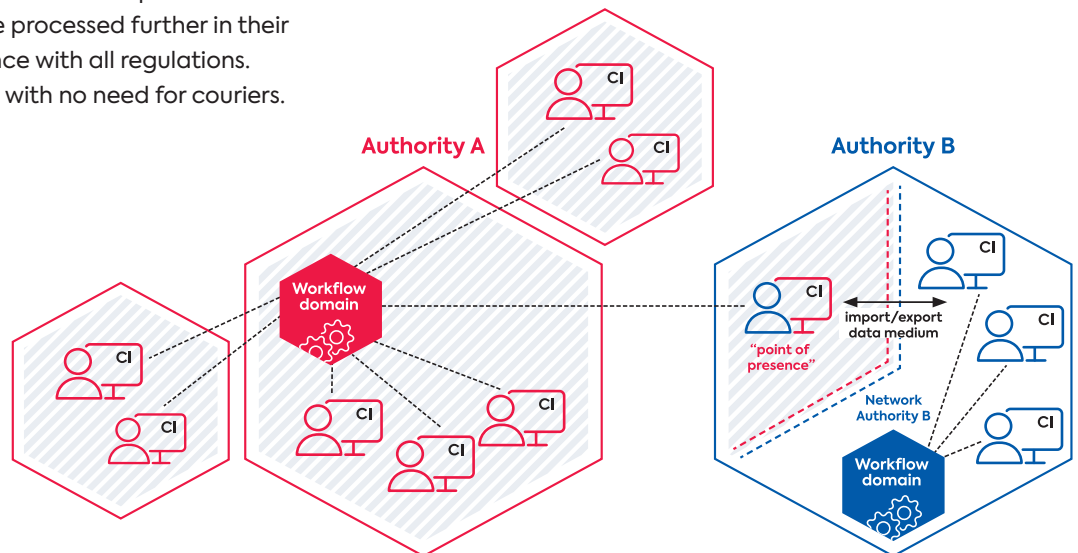 e processed further in their
nce with all regulations.
with no need for couriers.
CI
CI
Authority A
Authority B
Workflow
domain
CI
CI
CI
CI
CI
CI
"point of
presence"
import/export
data medium
CI
CI
CI
Network
Authority B
Workflow
domain